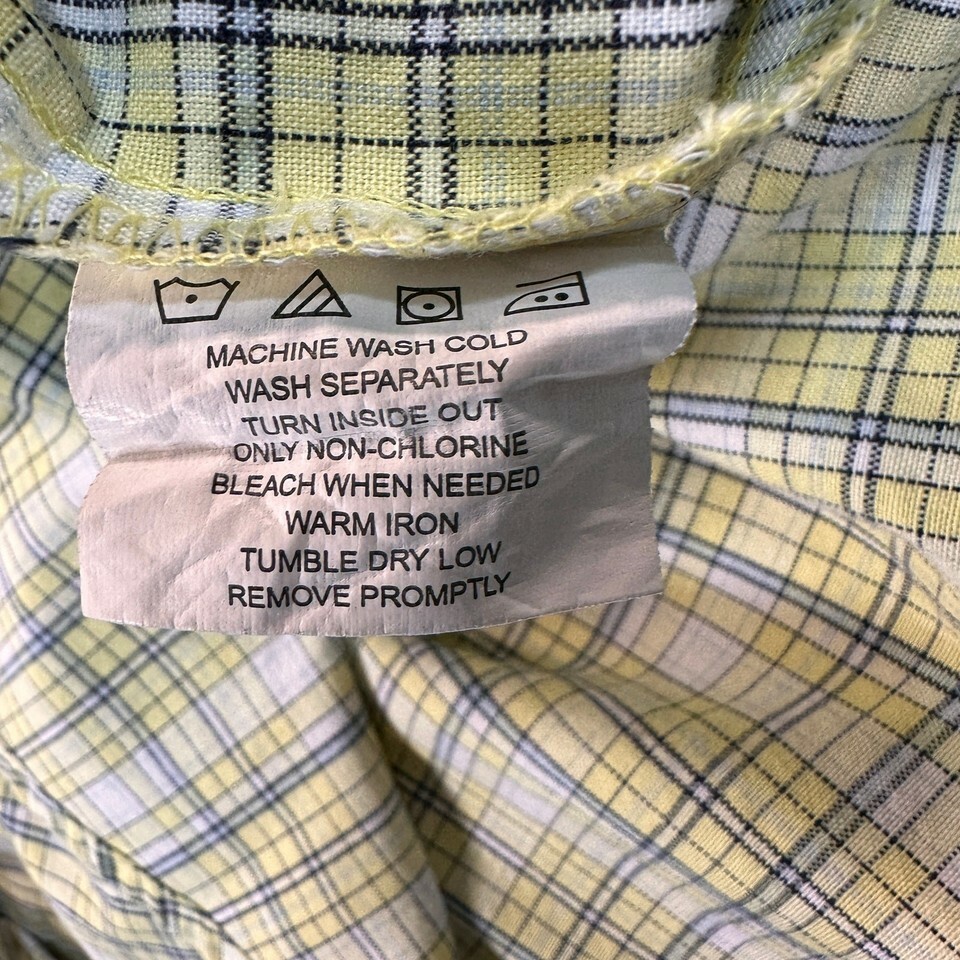 MACHINE WASH COLD
WASH SEPARATELY
TURN INSIDE OUT
ONLY NON-CHLORINE
BLEACH WHEN NEEDED
WARM IRON
TUMBLE DRY LOW
REMOVE PROMPTLY